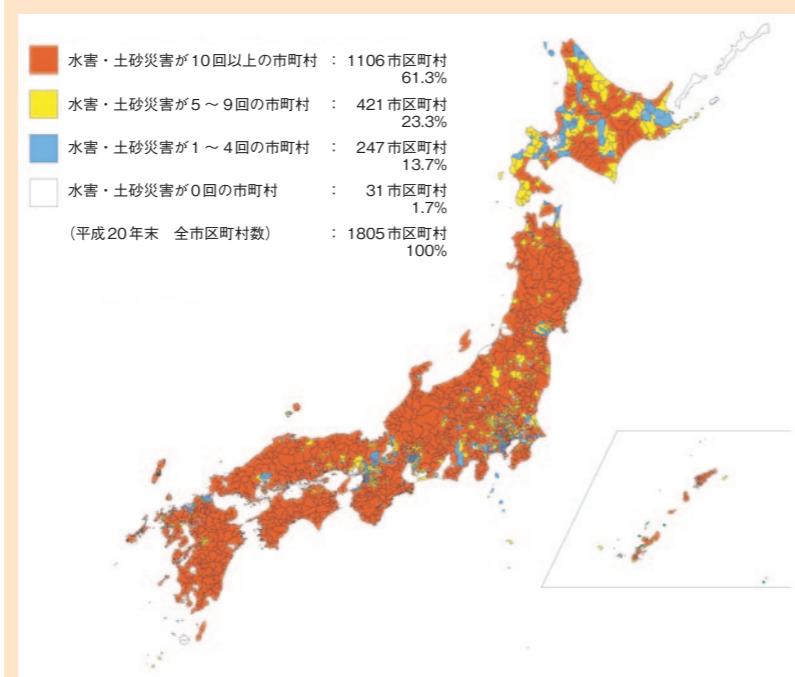 水害・土砂災害が10回以上の市町村 : 1106市区町村
61.3%
水害・土砂災害が5〜9回の市町村 : 421市区町村
23.3%
水害・土砂災害が1〜4回の市町村 : 247市区町村
13.7%
水害・土砂災害が0回の市町村 : 31市区町村
1.7%
(平成20年末 全市区町村数) : 1805市区町村
100%